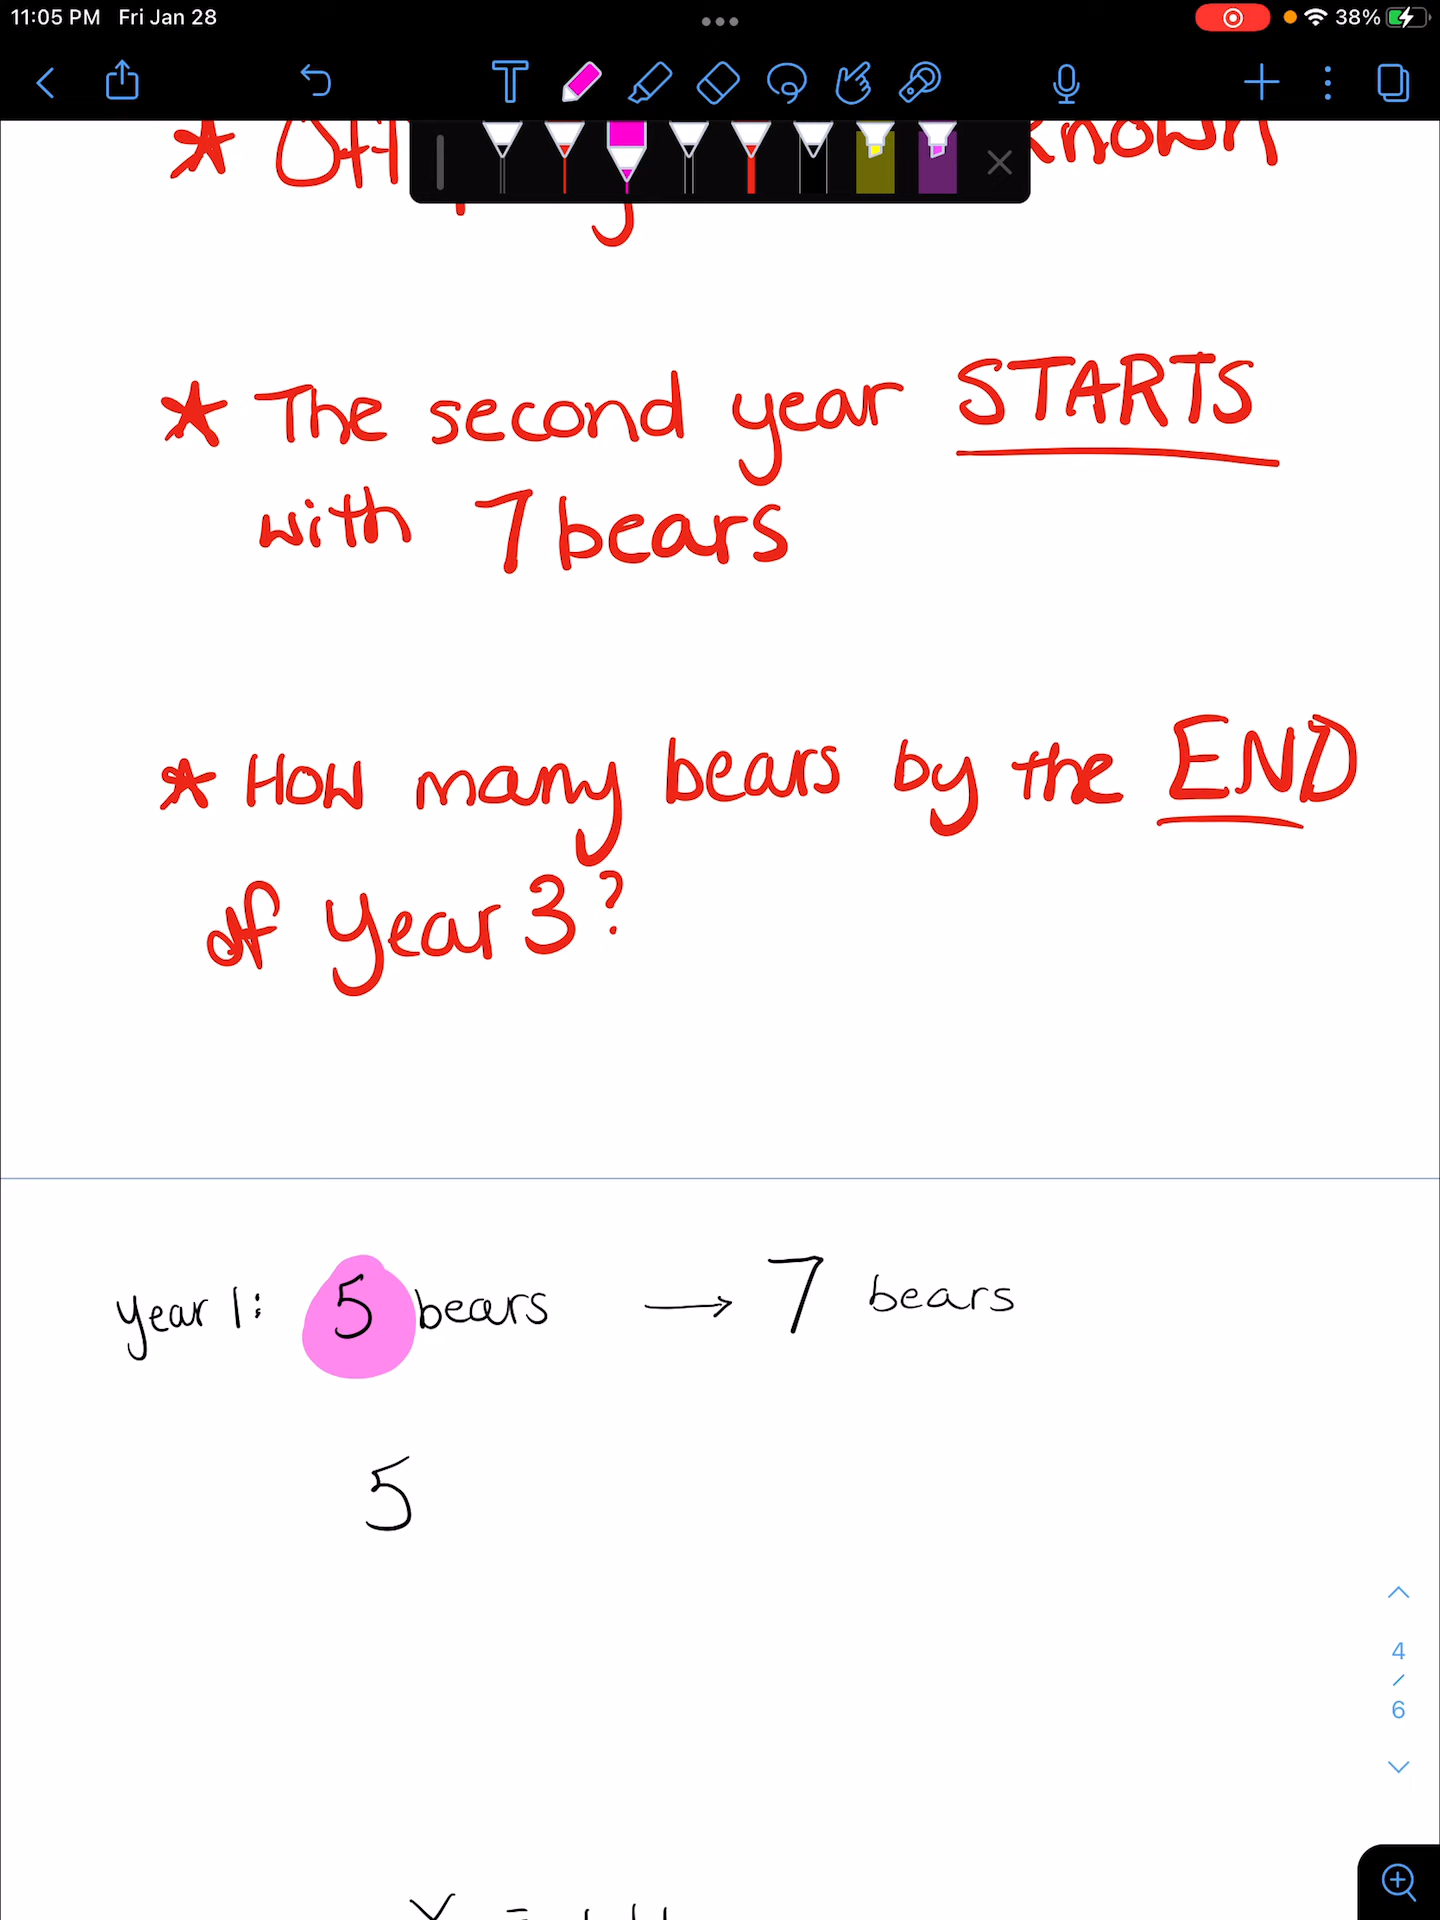 11:05 PM Fri Jan 28
38%
* The second year STARTS
with 7 bears
* How many bears by the END
of year 3?
year 1: 5 bears → 7 bears
5
4
/
6